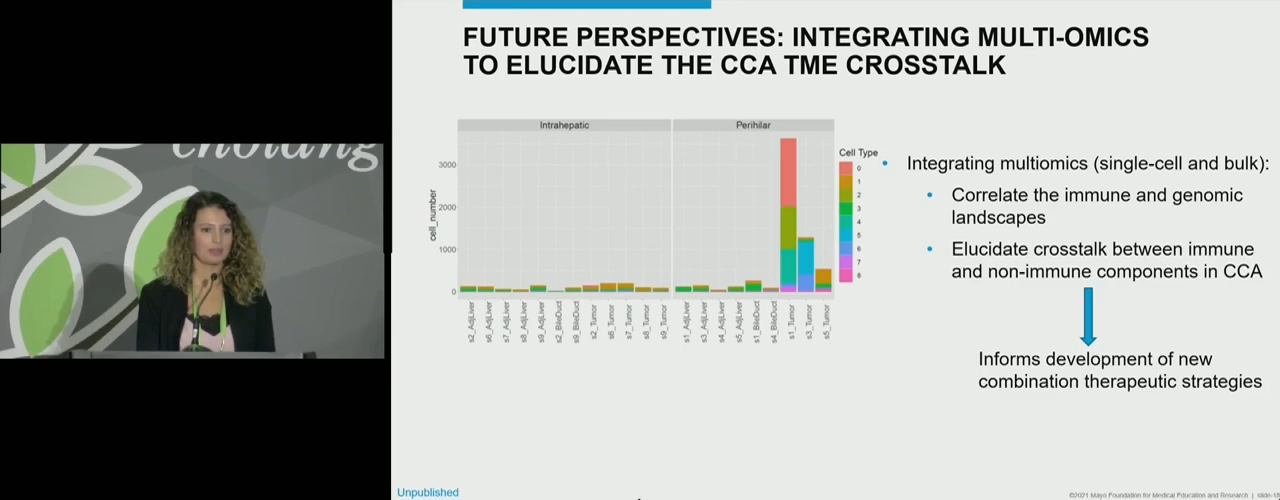 cholang
FUTURE PERSPECTIVES: INTEGRATING MULTI-OMICS
TO ELUCIDATE THE CCA TME CROSSTALK
Intrahepatic
Perihilar
cell_number
3000
2000
1000
0
s2_AdjLiver
s6_AdjLiver
s7_AdjLiver
s8_AdjLiver
s9_AdjLiver
s2_BileDuct
s9_BileDuct
s2_Tumor
s6_Tumor
s7_Tumor
s8_Tumor
s9_Tumor
s1_AdjLiver
s3_AdjLiver
s4_AdjLiver
s5_AdjLiver
s1_BileDuct
s4_BileDuct
s1_Tumor
s3_Tumor
s5_Tumor
Cell Type
0
1
2
3
4
5
6
7
8
• Integrating multiomics (single-cell and bulk):
• Correlate the immune and genomic
landscapes
• Elucidate crosstalk between immune
and non-immune components in CCA
Informs development of new
combination therapeutic strategies
Unpublished
©2021 Mayo Foundation for Medical Education and Research | slide-18